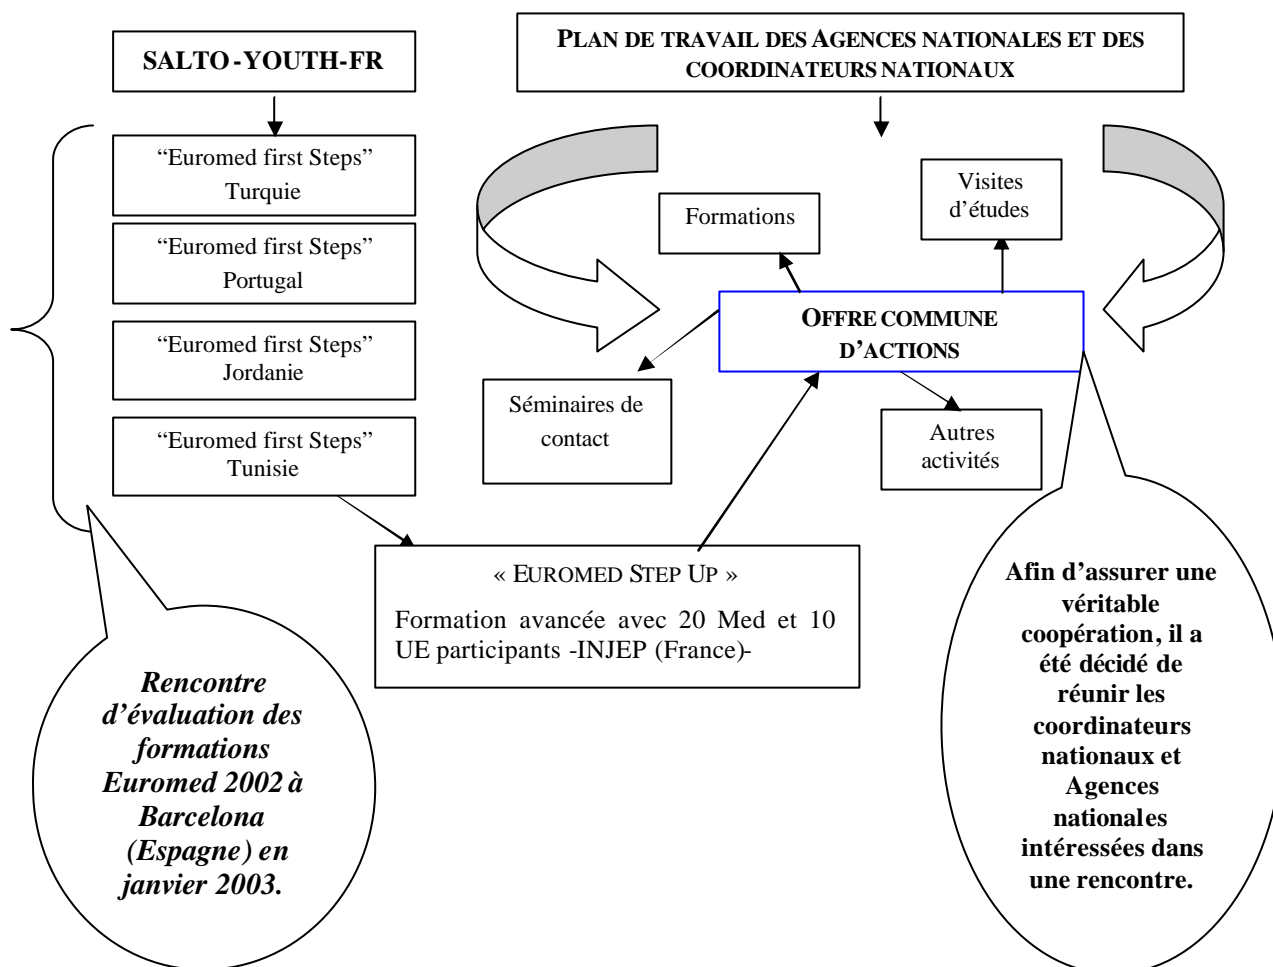 SALTO-YOUTH-FR
PLAN DE TRAVAIL DES AGENCES NATIONALES ET DES
COORDINATEURS NATIONAUX
“Euromed first Steps”
Turquie
“Euromed first Steps”
Portugal
“Euromed first Steps”
Jordanie
“Euromed first Steps”
Tunisie
Formations
Visites
d’études
OFFRE COMMUNE
D’ACTIONS
Séminaires de
contact
Autres
activités
« EUROMED STEP UP »
Formation avancée avec 20 Med et 10
UE participants -INJEP (France)-
Rencontre
d’évaluation des
formations
Euromed 2002 à
Barcelona
(Espagne) en
janvier 2003.
Afin d’assurer une
véritable
coopération, il a
été décidé de
réunir les
coordinateurs
nationaux et
Agences
nationales
intéressées dans
une rencontre.